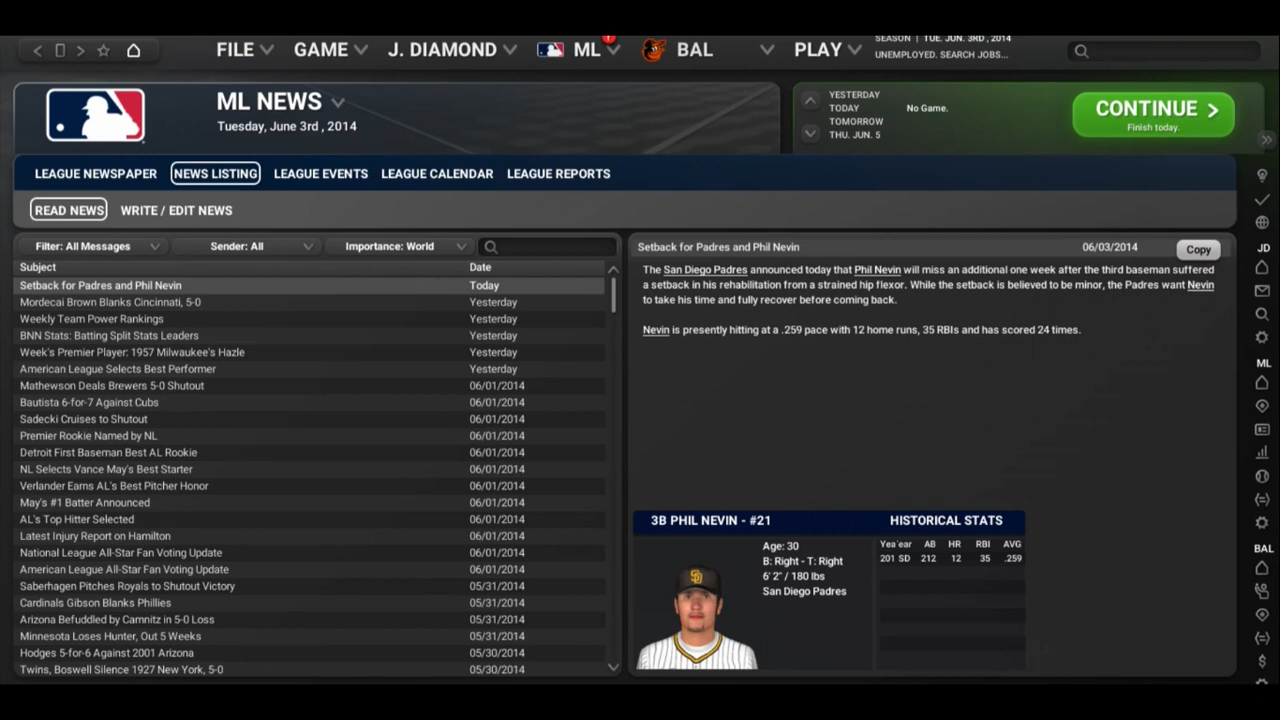 FILE GAME J. DIAMOND ML BAL PLAY
SEASON | TUE. JUN. 3RD , 2014
UNEMPLOYED. SEARCH JOBS...
ML NEWS
Tuesday, June 3rd , 2014
YESTERDAY
TODAY
TOMORROW
THU. JUN. 5
No Game.
CONTINUE >
Finish today.
LEAGUE NEWSPAPER NEWS LISTING LEAGUE EVENTS LEAGUE CALENDAR LEAGUE REPORTS
READ NEWS WRITE / EDIT NEWS
Filter: All Messages Sender: All Importance: World
Subject Date
Setback for Padres and Phil Nevin Today
Mordecai Brown Blanks Cincinnati, 5-0 Yesterday
Weekly Team Power Rankings Yesterday
BNN Stats: Batting Split Stats Leaders Yesterday
Week's Premier Player: 1957 Milwaukee's Hazle Yesterday
American League Selects Best Performer Yesterday
Mathewson Deals Brewers 5-0 Shutout 06/01/2014
Bautista 6-for-7 Against Cubs 06/01/2014
Sadecki Cruises to Shutout 06/01/2014
Premier Rookie Named by NL 06/01/2014
Detroit First Baseman Best AL Rookie 06/01/2014
NL Selects Vance May's Best Starter 06/01/2014
Verlander Earns AL's Best Pitcher Honor 06/01/2014
May's #1 Batter Announced 06/01/2014
AL's Top Hitter Selected 06/01/2014
Latest Injury Report on Hamilton 06/01/2014
National League All-Star Fan Voting Update 06/01/2014
American League All-Star Fan Voting Update 06/01/2014
Saberhagen Pitches Royals to Shutout Victory 05/31/2014
Cardinals Gibson Blanks Phillies 05/31/2014
Arizona Befuddled by Camnitz in 5-0 Loss 05/31/2014
Minnesota Loses Hunter, Out 5 Weeks 05/31/2014
Hodges 5-for-6 Against 2001 Arizona 05/30/2014
Twins, Boswell Silence 1927 New York, 5-0 05/30/2014
Setback for Padres and Phil Nevin 06/03/2014 Copy
The San Diego Padres announced today that Phil Nevin will miss an additional one week after the third baseman suffered
a setback in his rehabilitation from a strained hip flexor. While the setback is believed to be minor, the Padres want Nevin
to take his time and fully recover before coming back.
Nevin is presently hitting at a .259 pace with 12 home runs, 35 RBIs and has scored 24 times.
3B PHIL NEVIN - #21 HISTORICAL STATS
Age: 30
B: Right - T: Right
6' 2" / 180 lbs
San Diego Padres
Yea ear AB HR RBI AVG
201 SD 212 12 35 .259
JD
ML
BAL